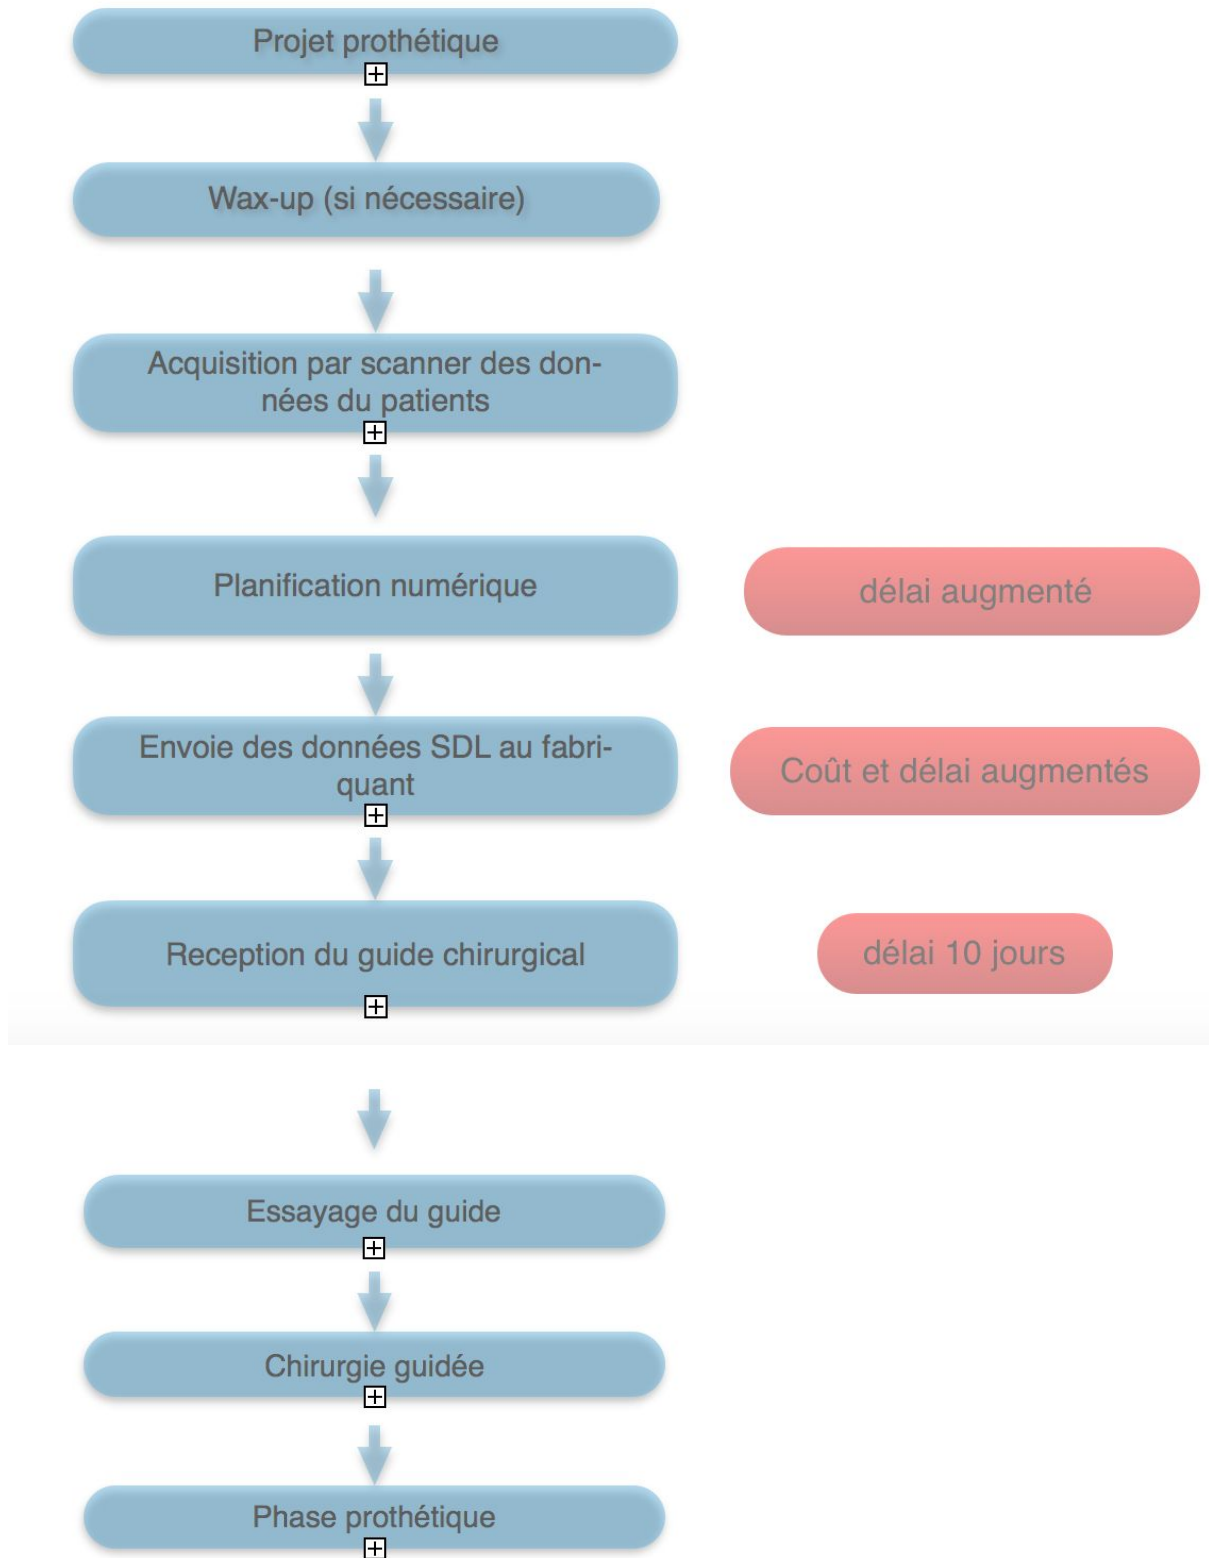 Projet prothétique
Wax-up (si nécessaire)
Acquisition par scanner des don-
nées du patients
Planification numérique
délai augmenté
Envoie des données SDL au fabri-
quant
Coût et délai augmentés
Reception du guide chirurgical
délai 10 jours
Essayage du guide
Chirurgie guidée
Phase prothétique